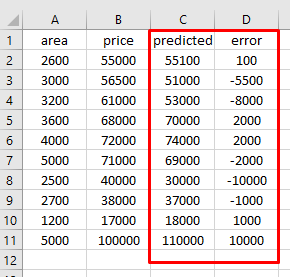 A B C D
1 area price predicted error
2 2600 55000 55100 100
3 3000 56500 51000 -5500
4 3200 61000 53000 -8000
5 3600 68000 70000 2000
6 4000 72000 74000 2000
7 5000 71000 69000 -2000
8 2500 40000 30000 -10000
9 2700 38000 37000 -1000
10 1200 17000 18000 1000
11 5000 100000 110000 10000
12